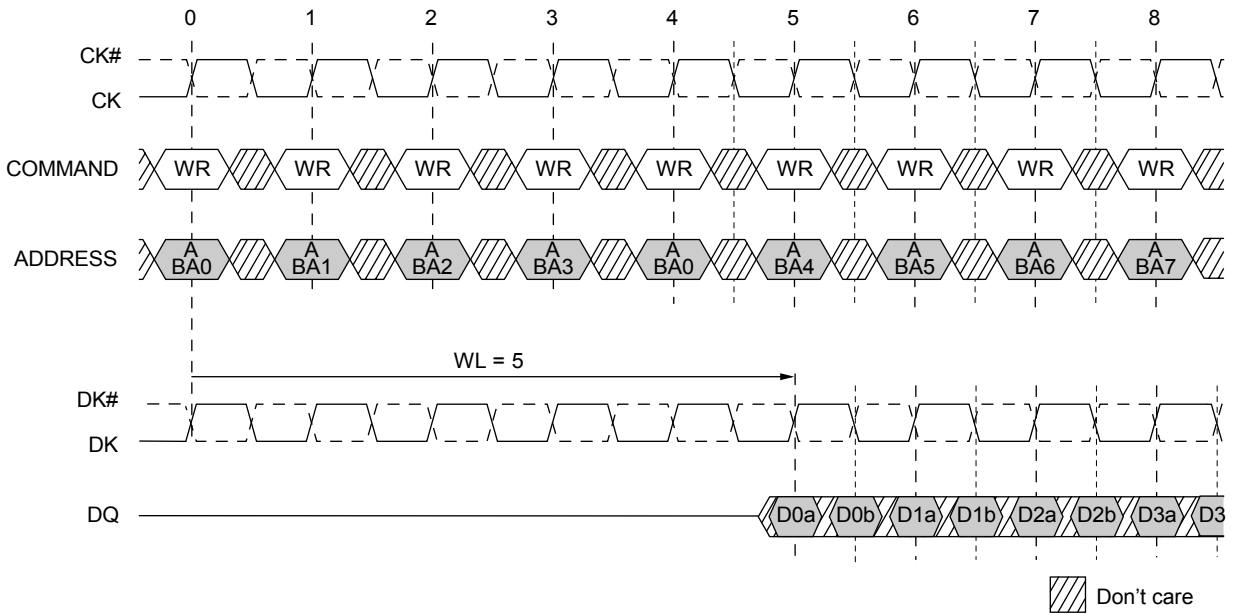 0 1 2 3 4 5 6 7 8
CK#
CK
COMMAND WR WR WR WR WR WR WR WR WR
ADDRESS A A A A A A A A A
BA0 BA1 BA2 BA3 BA0 BA4 BA5 BA6 BA7
WL = 5
DK#
DK
DQ D0a D0b D1a D1b D2a D2b D3a D3
Don't care